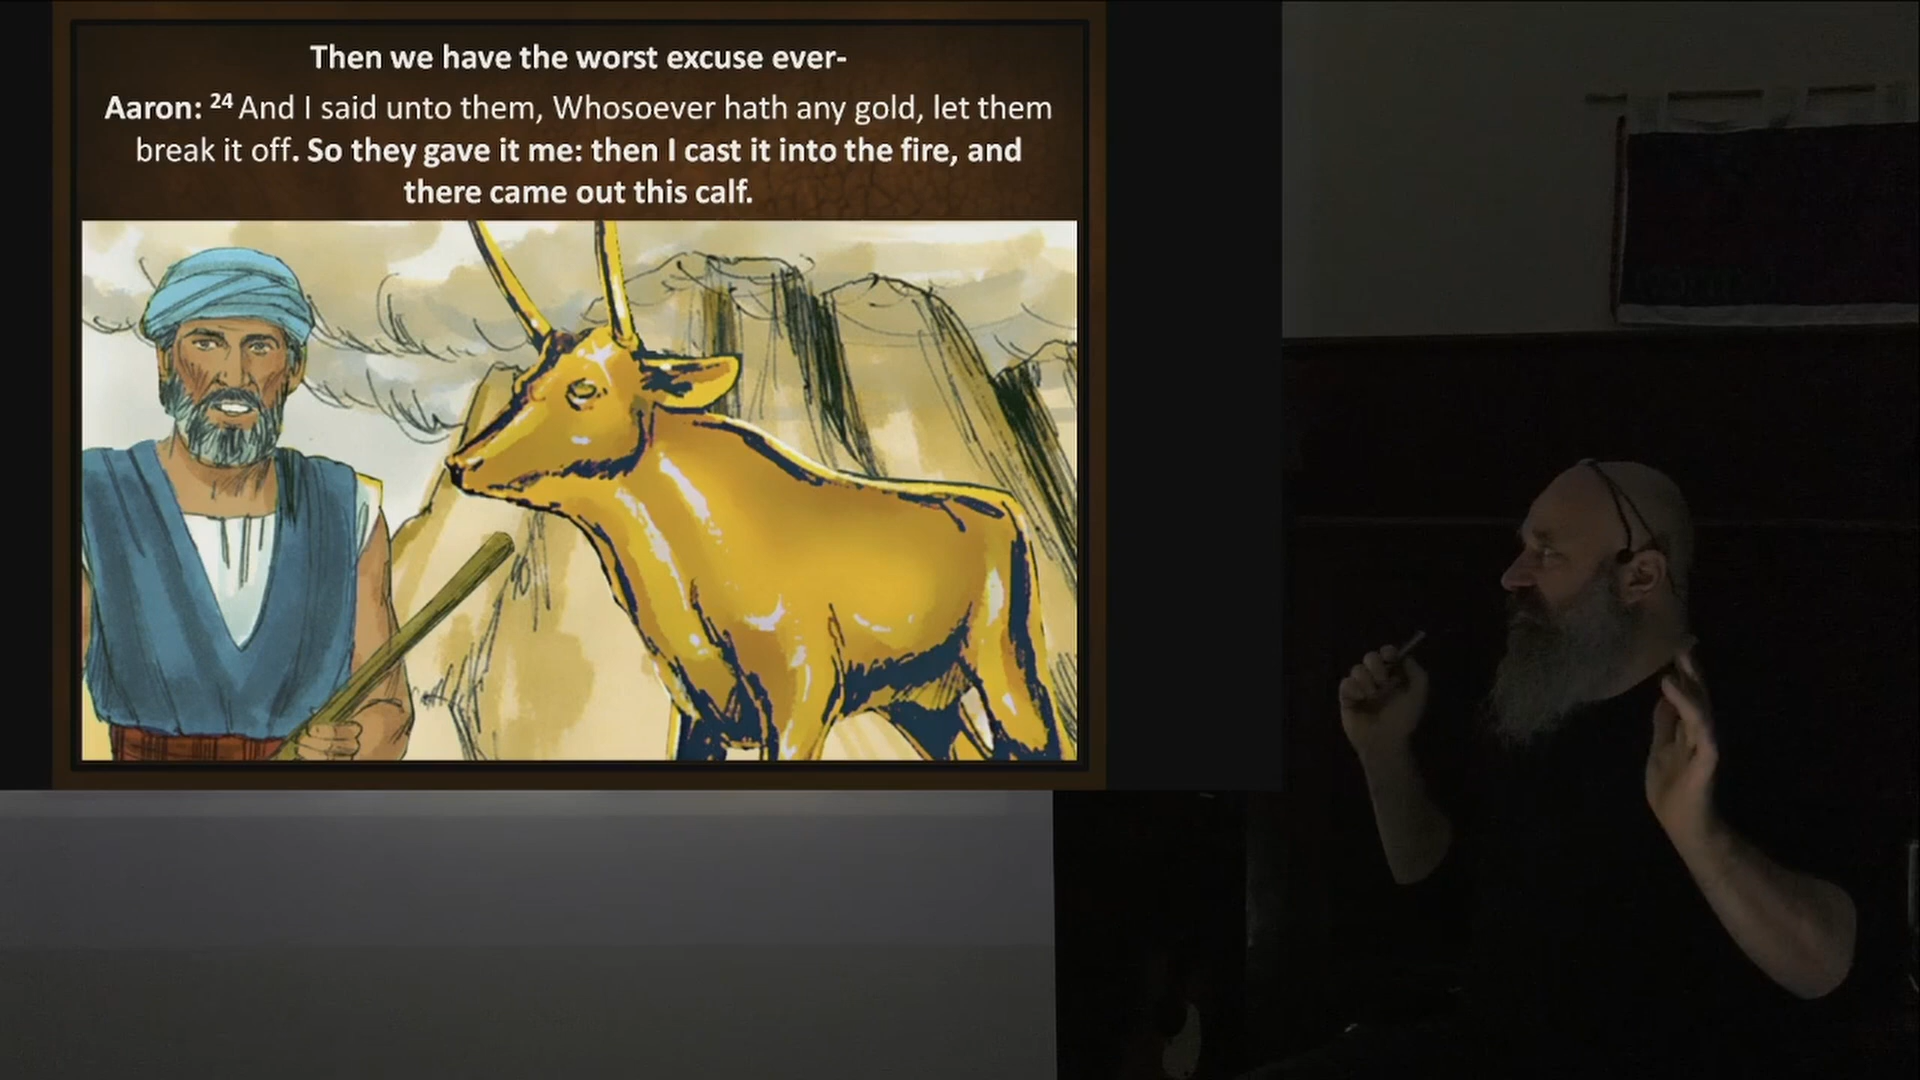 Then we have the worst excuse ever-
Aaron: 24 And I said unto them, Whosoever hath any gold, let them
break it off. So they gave it me: then I cast it into the fire, and
there came out this calf.